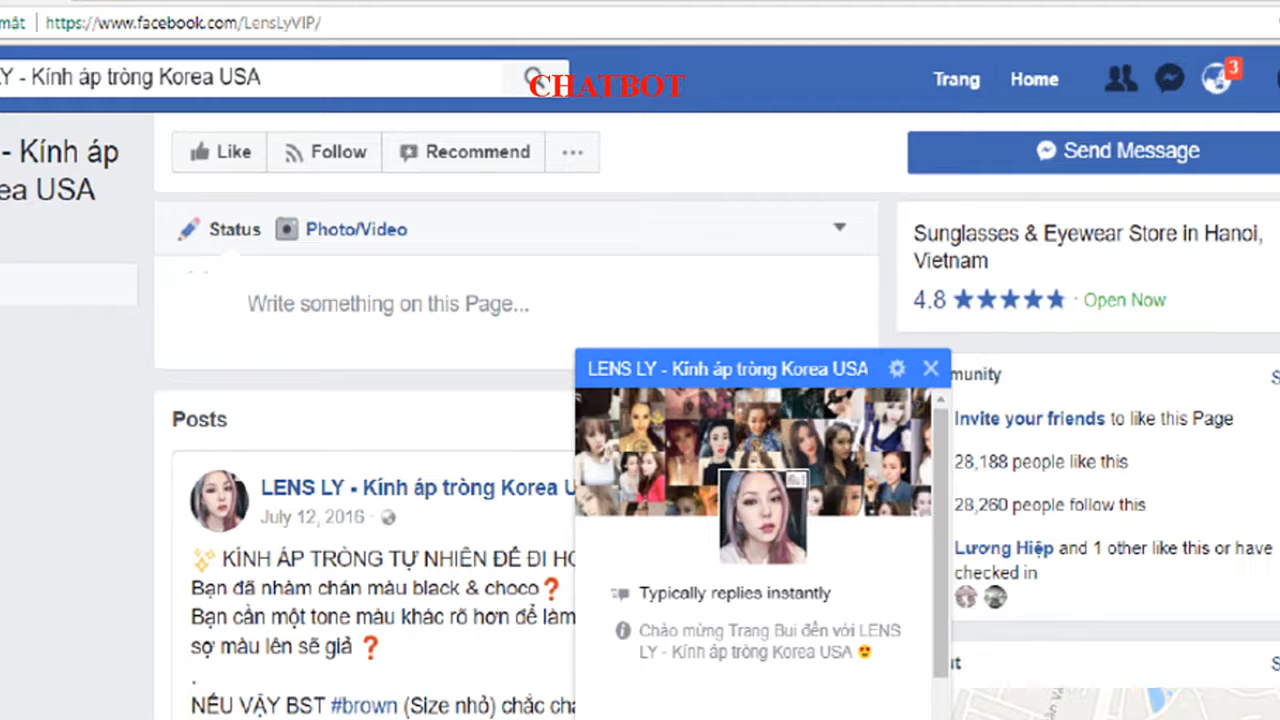 mật https://www.facebook.com/LensLyVIP/
LY - Kính áp tròng Korea USA
CHATBOT
Trang Home
3
- Kính áp
ea USA
Like Follow Recommend
Send Message
Status Photo/Video
Write something on this Page...
Sunglasses & Eyewear Store in Hanoi,
Vietnam
4.8 · Open Now
LENS LY - Kính áp tròng Korea USA
munity
Invite your friends to like this Page
28,188 people like this
28,260 people follow this
Lương Hiệp and 1 other like this or have
checked in
Posts
LENS LY - Kính áp tròng Korea U
July 12, 2016 ·
KÍNH ÁP TRÒNG TỰ NHIÊN ĐỂ ĐI HỌ
Bạn đã nhàm chán màu black & choco❓
Bạn cần một tone màu khác rõ hơn để làm
sợ màu lên sẽ giả ❓
.
NẾU VẬY BST #brown (Size nhỏ) chắc chắ
Typically replies instantly
Chào mừng Trang Bui đến với LENS
LY - Kính áp tròng Korea USA 😍